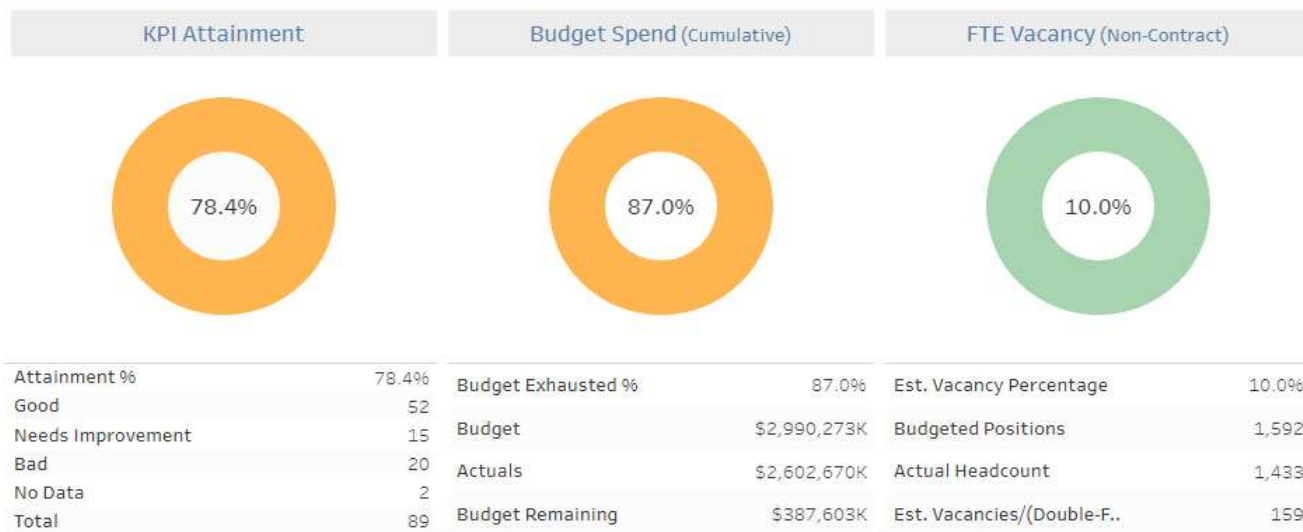 KPI Attainment
78.4%
Attainment % 78.4%
Good 52
Needs Improvement 15
Bad 20
No Data 2
Total 89
Budget Spend (Cumulative)
87.0%
Budget Exhausted % 87.0%
Budget $2,990,273K
Actuals $2,602,670K
Budget Remaining $387,603K
FTE Vacancy (Non-Contract)
10.0%
Est. Vacancy Percentage 10.0%
Budgeted Positions 1,592
Actual Headcount 1,433
Est. Vacancies/(Double-F.. 159